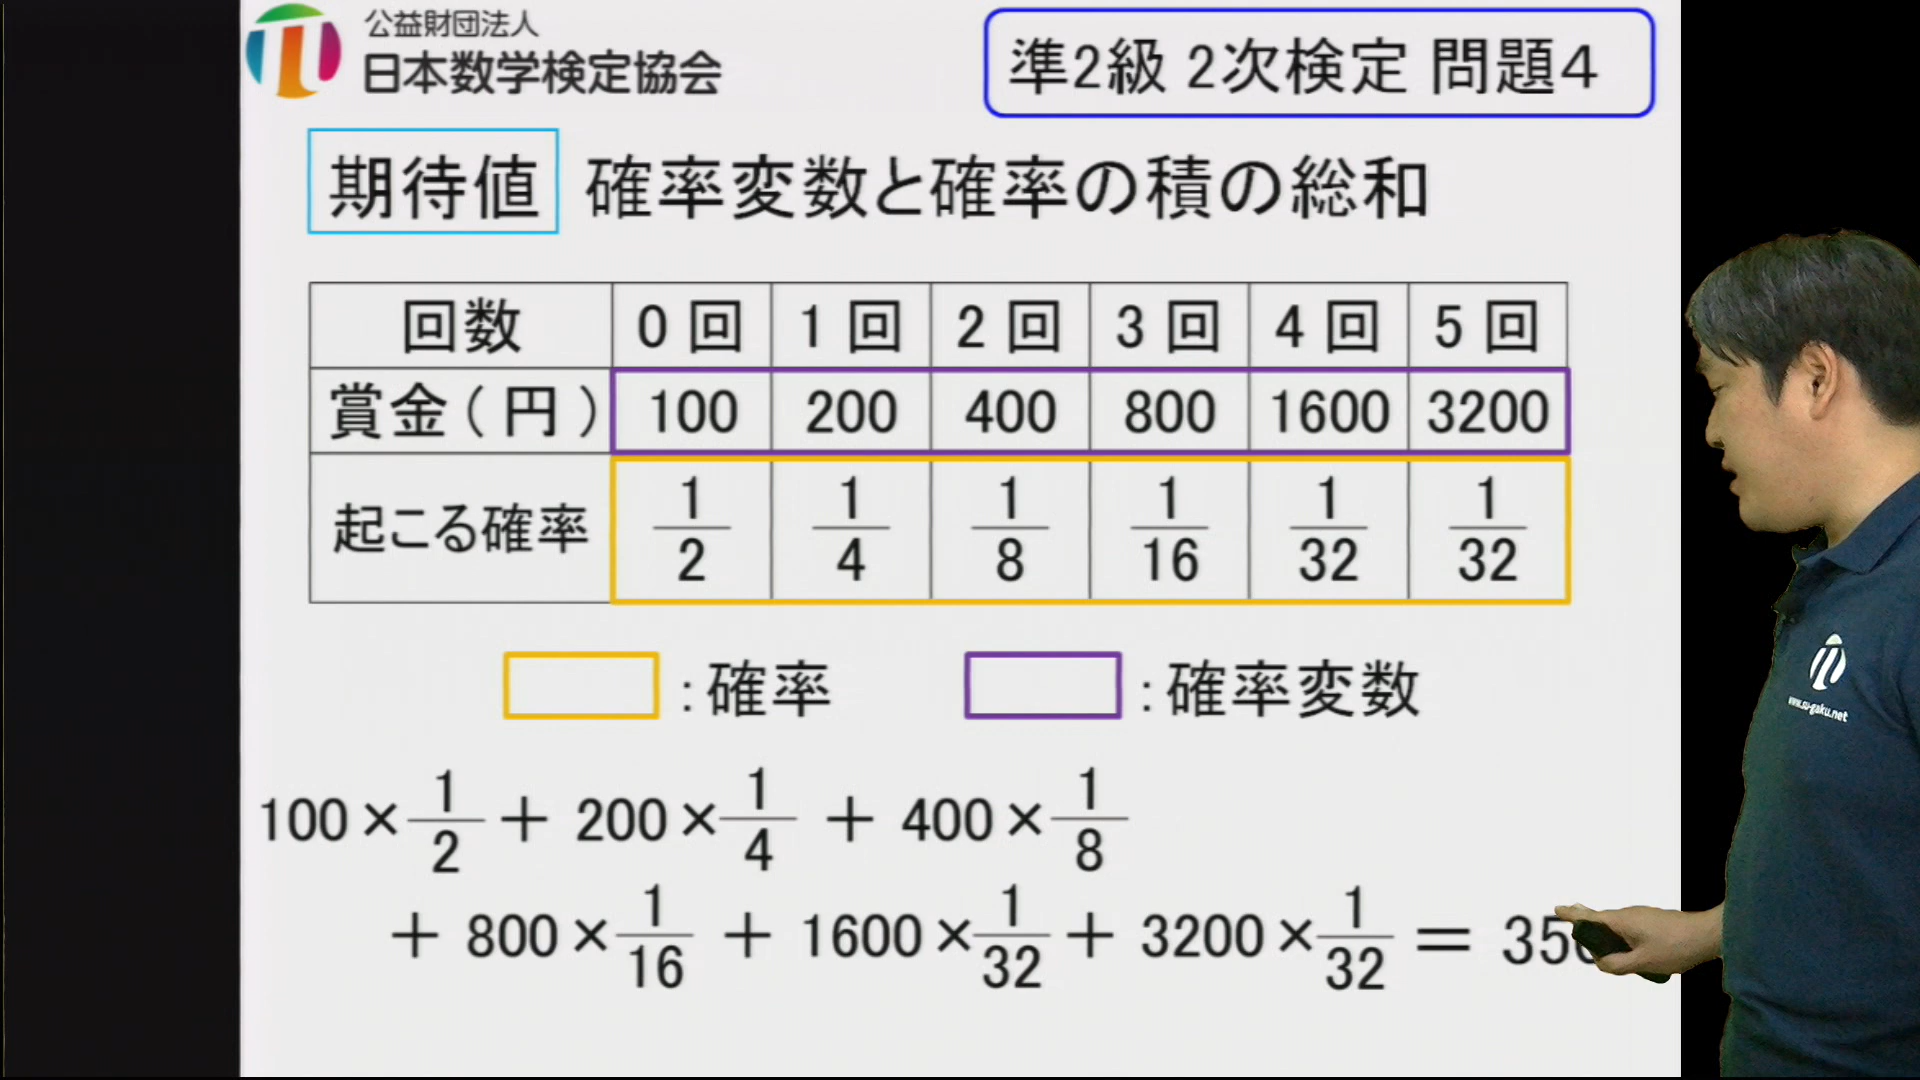 公益財団法人
日本数学検定協会
準2級 2次検定 問題4
期待値 確率変数と確率の積の総和
回数 0回 1回 2回 3回 4回 5回
賞金(円) 100 200 400 800 1600 3200
起こる確率 1/2 1/4 1/8 1/16 1/32 1/32
:確率 :確率変数
100×1/2+200×1/4+400×1/8
+800×1/16+1600×1/32+3200×1/32=35
www.su-gaku.net